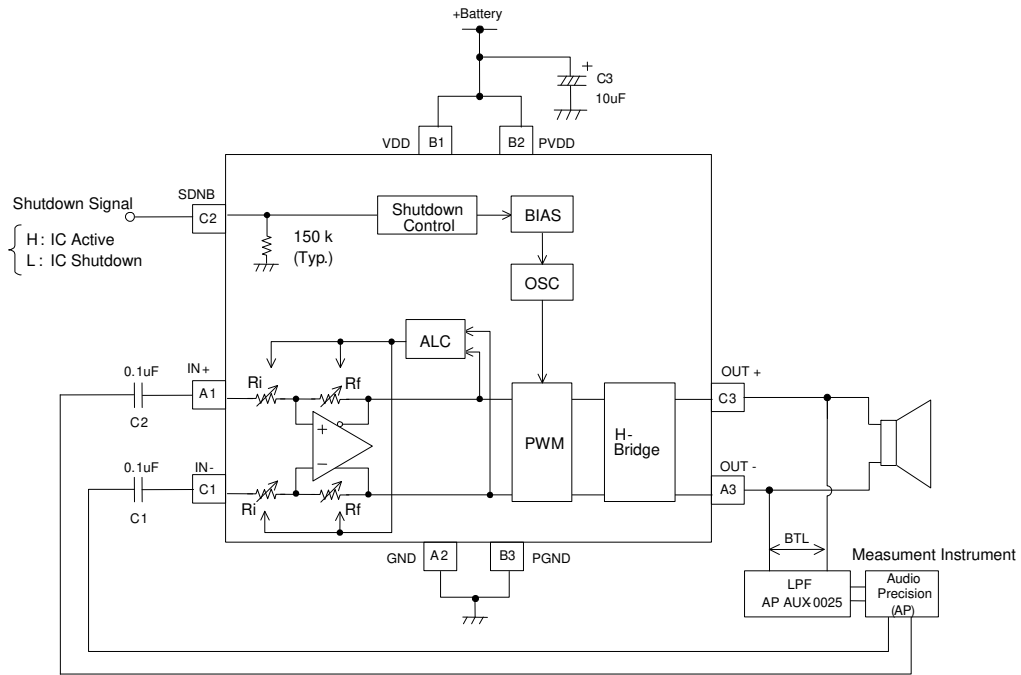 +Battery
+
C3
10uF
VDD
B1
B2
PVDD
SDNB
Shutdown Signal
C2
H : IC Active
L : IC Shutdown
150 k
(Typ.)
Shutdown
Control
BIAS
OSC
ALC
0.1uF
IN+
A1
C2
Ri
Rf
+
−
PWM
H-
Bridge
OUT +
C3
0.1uF
IN-
C1
C1
Ri
Rf
OUT -
A3
GND
A2
B3
PGND
BTL
Measument Instrument
LPF
AP AUX-0025
Audio
Precision
(AP)